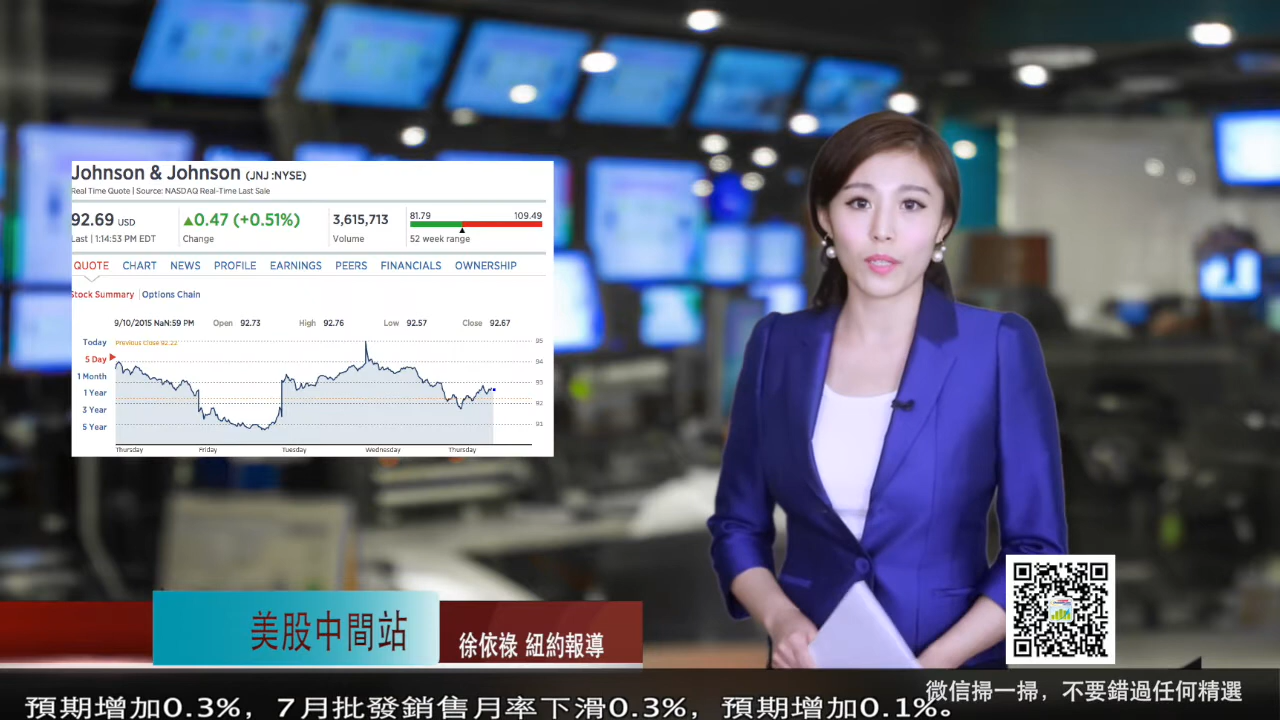 Johnson & Johnson (JNJ :NYSE)
Real Time Quote | Source: NASDAQ Real-Time Last Sale
92.69 USD
Last | 1:14:53 PM EDT
▲0.47 (+0.51%)
Change
3,615,713
Volume
81.79 109.49
52 week range
QUOTE CHART NEWS PROFILE EARNINGS PEERS FINANCIALS OWNERSHIP
Stock Summary | Options Chain
9/10/2015 NaN:59 PM Open 92.73 High 92.76 Low 92.57 Close 92.67
Today
5 Day
1 Month
1 Year
3 Year
5 Year
Previous Close 92.22
95
94
93
92
91
Thursday Friday Tuesday Wednesday Thursday
美股中間站
徐依祿 紐約報導
微信掃一掃，不要錯過任何精選
預期增加0.3%，7月批發銷售月率下滑0.3%，預期增加0.1%。